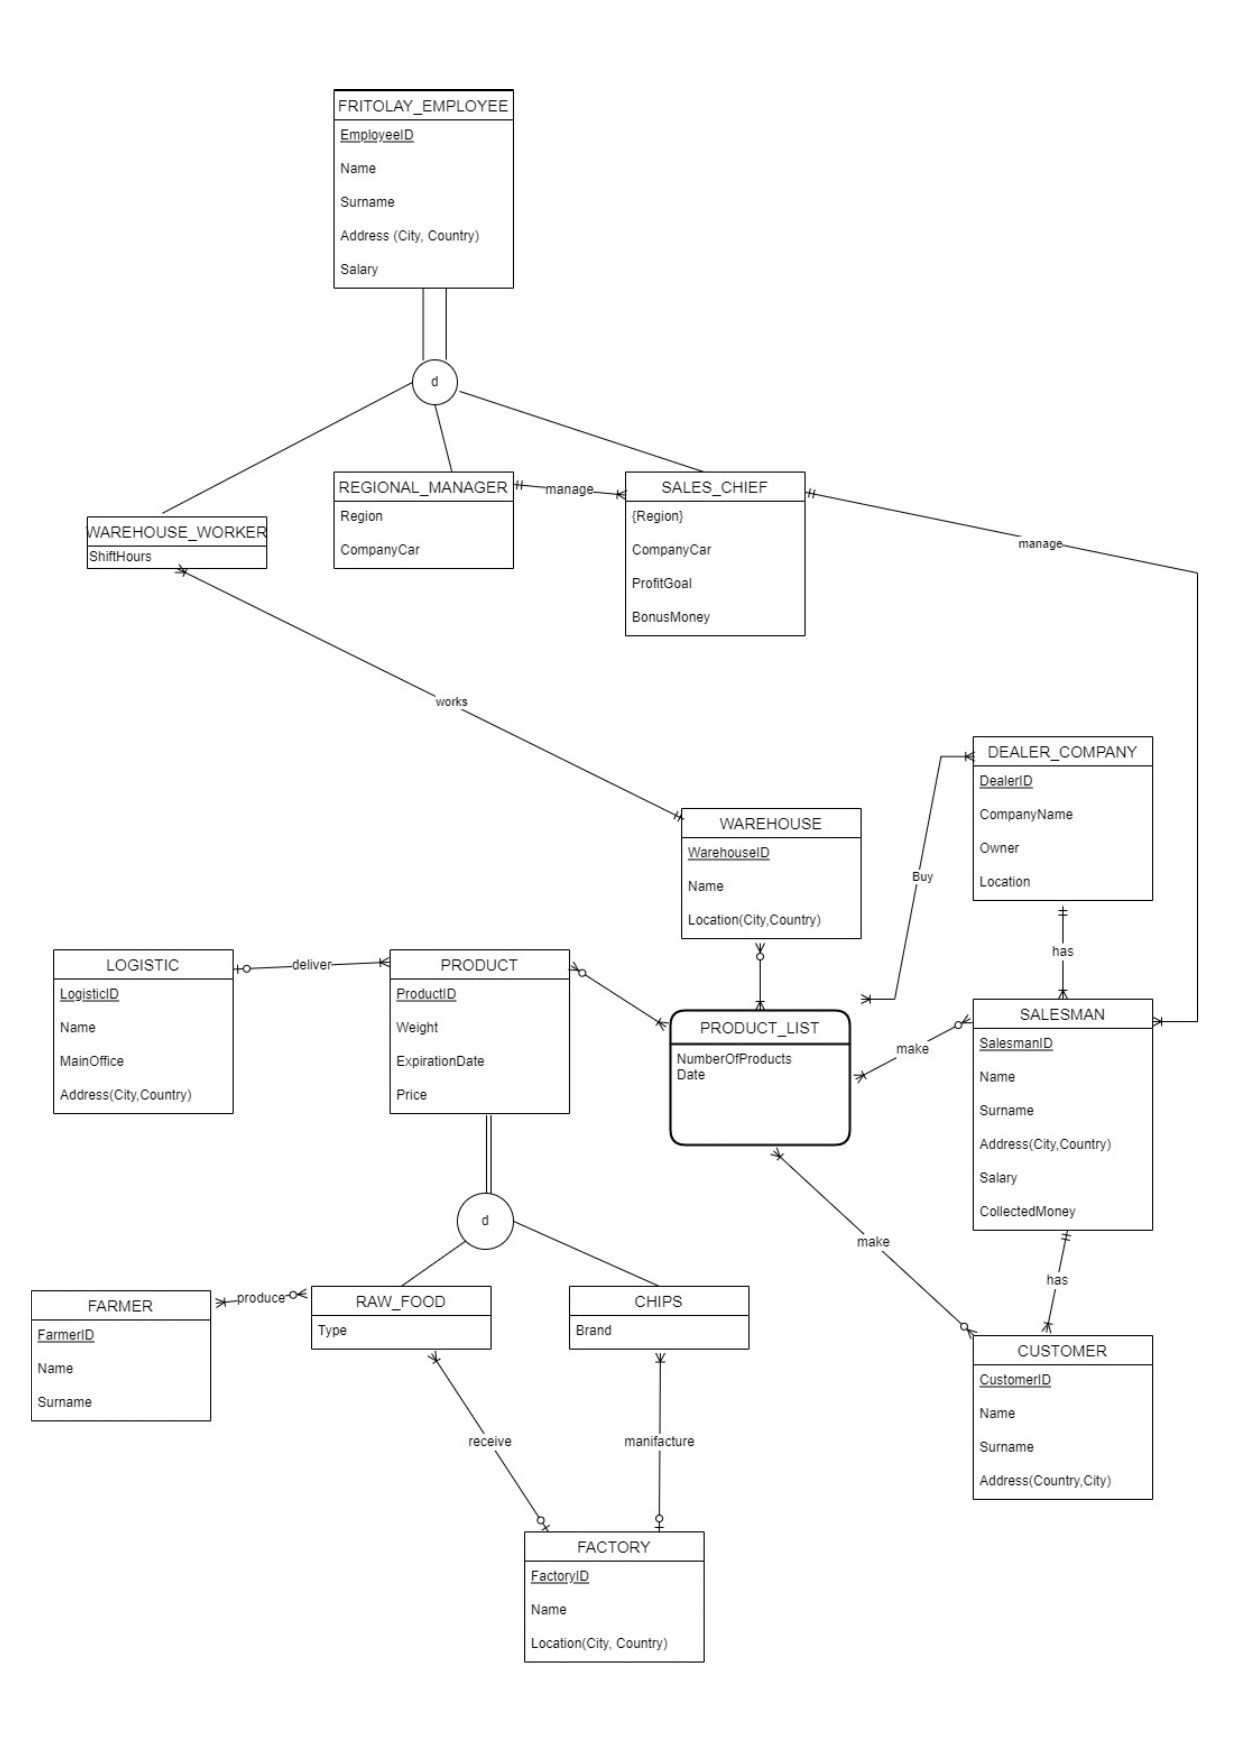 FRITOLAY_EMPLOYEE
EmployeeID
Name
Surname
Address (City, Country)
Salary
d
WAREHOUSE_WORKER
ShiftHours
REGIONAL_MANAGER
Region
CompanyCar
manage
SALES_CHIEF
{Region}
CompanyCar
ProfitGoal
BonusMoney
manage
works
DEALER_COMPANY
DealerID
CompanyName
Owner
Location
Buy
has
WAREHOUSE
WarehouseID
Name
Location(City,Country)
LOGISTIC
LogisticID
Name
MainOffice
Address(City,Country)
deliver
PRODUCT
ProductID
Weight
ExpirationDate
Price
PRODUCT_LIST
NumberOfProducts
Date
make
SALESMAN
SalesmanID
Name
Surname
Address(City,Country)
Salary
CollectedMoney
d
make
has
FARMER
FarmerID
Name
Surname
produce
RAW_FOOD
Type
CHIPS
Brand
CUSTOMER
CustomerID
Name
Surname
Address(Country,City)
receive
manifacture
FACTORY
FactoryID
Name
Location(City, Country)